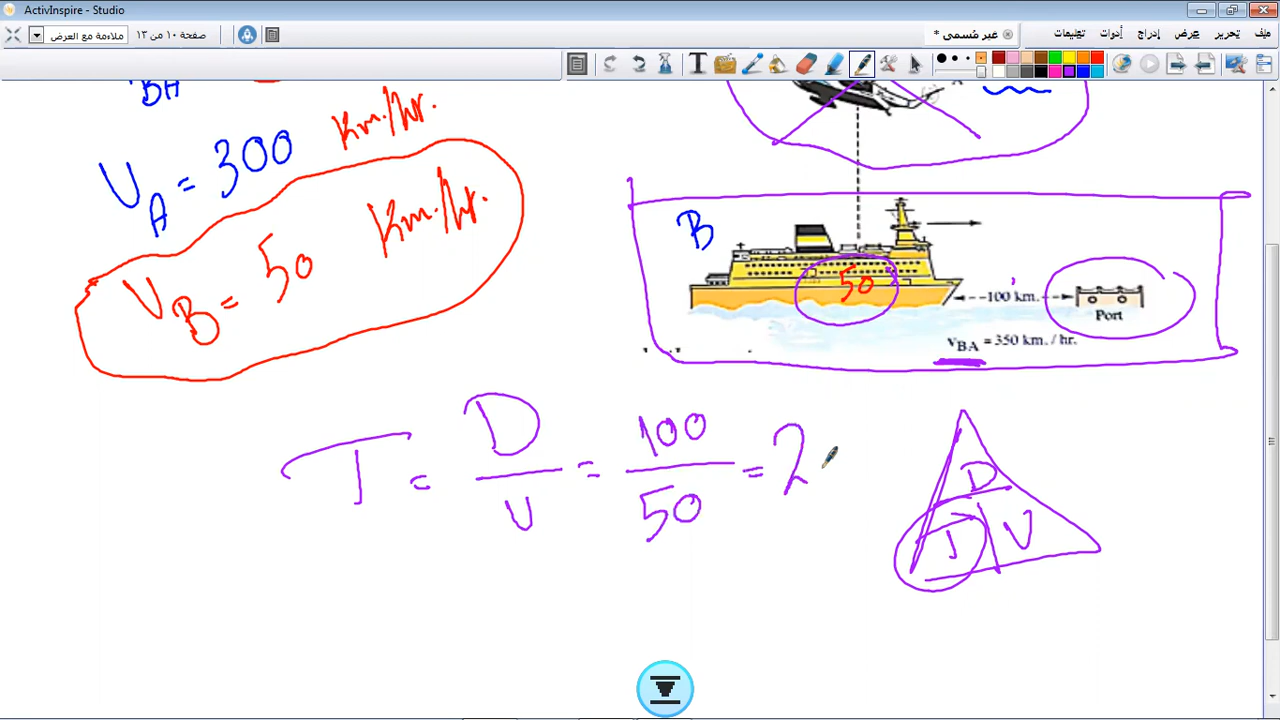 ActivInspire - Studio
ملف تحرير عرض إدراج أدوات تطبيقات
غير مُسمى *
صفحة ١٠ من ١٣
ملاءمة مع العرض
BA
Km./hr.
VA = 300
VB = 50 Km./hr.
B
50
100 km.
Port
VBA = 350 km. / hr.
T = D/V = 100/50 = 2
D
T V